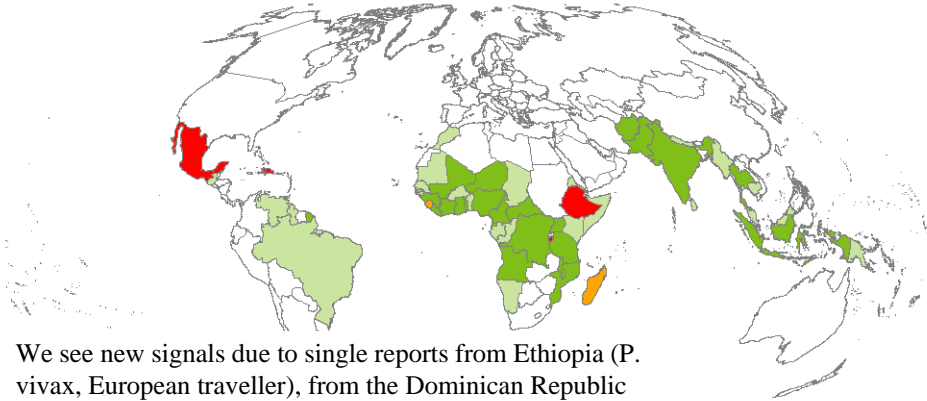 We see new signals due to single reports from Ethiopia (P.
vivax, European traveller), from the Dominican Republic